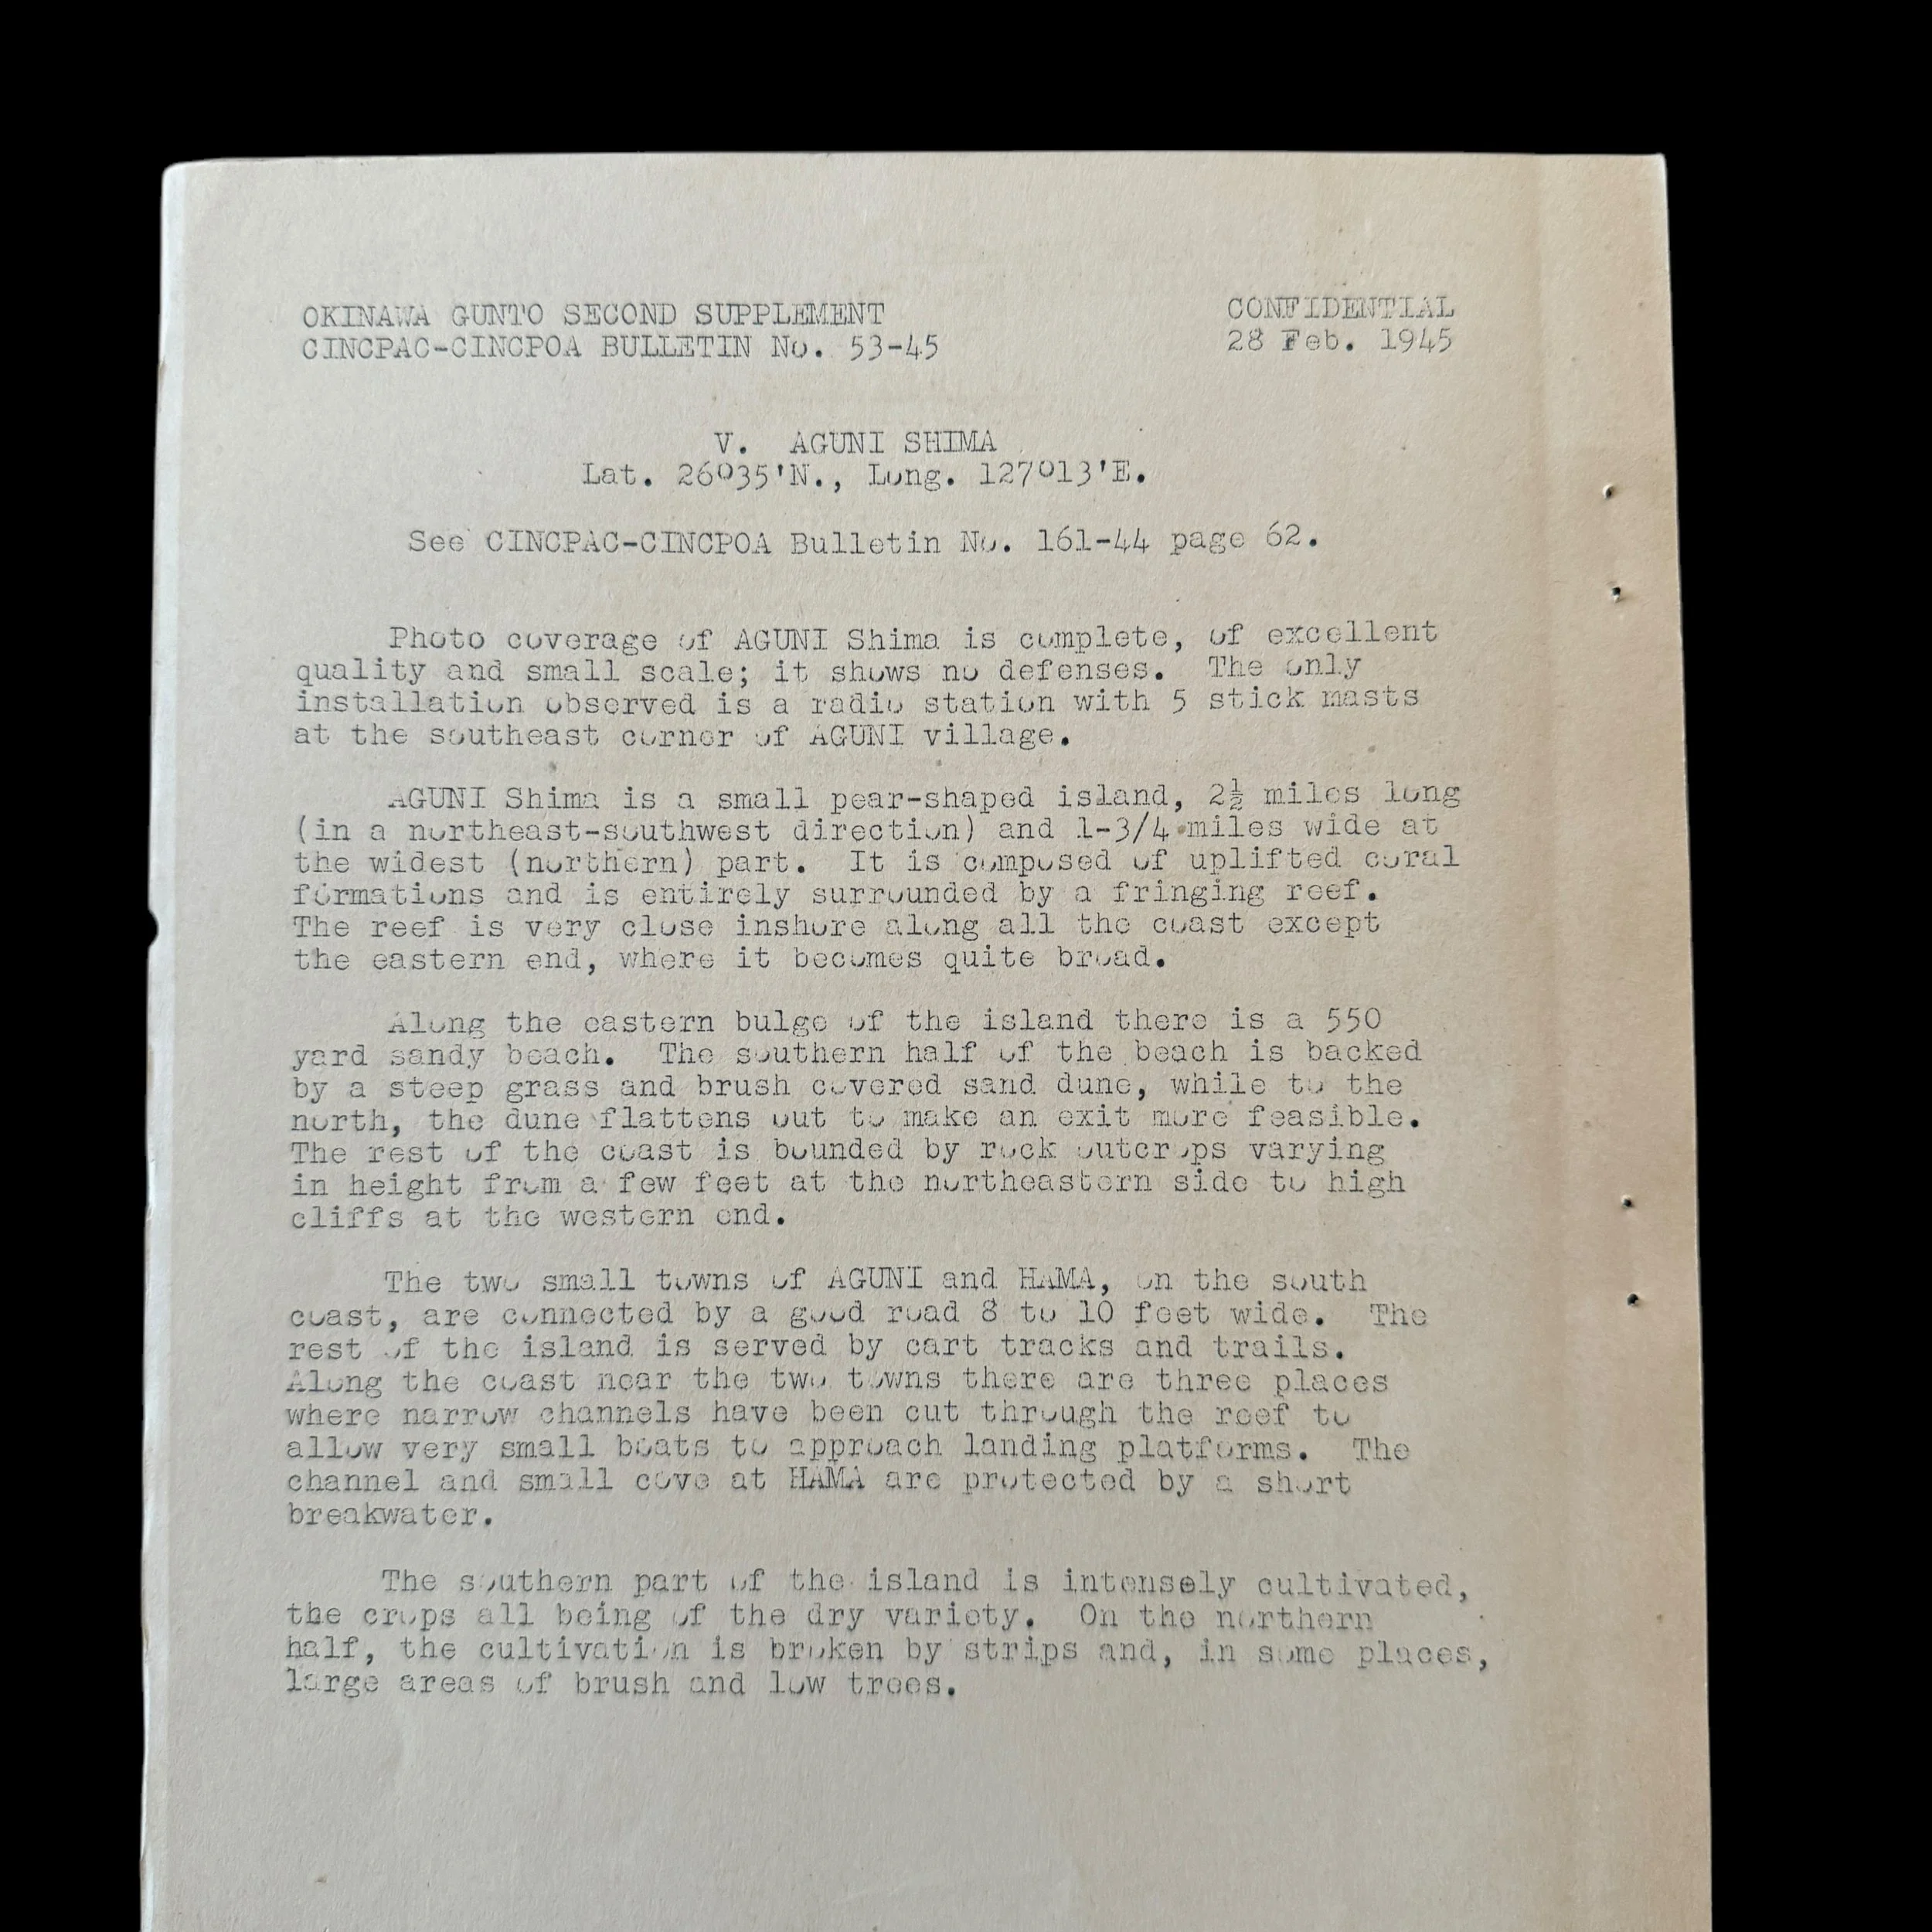 OKINAWA GUNTO SECOND SUPPLEMENT CONFIDENTIAL
CINCPAC-CINCPOA BULLETIN No. 53-45 28 Feb. 1945
V. AGUNI SHIMA
Lat. 26°35'N., Long. 127°13'E.
See CINCPAC-CINCPOA Bulletin No. 161-44 page 62.
Photo coverage of AGUNI Shima is complete, of excellent
quality and small scale; it shows no defenses. The only
installation observed is a radio station with 5 stick masts
at the southeast corner of AGUNI village.
AGUNI Shima is a small pear-shaped island, 2½ miles long
(in a northeast-southwest direction) and 1-3/4 miles wide at
the widest (northern) part. It is composed of uplifted coral
formations and is entirely surrounded by a fringing reef.
The reef is very close inshore along all the coast except
the eastern end, where it becomes quite broad.
Along the eastern bulge of the island there is a 550
yard sandy beach. The southern half of the beach is backed
by a steep grass and brush covered sand dune, while to the
north, the dune flattens out to make an exit more feasible.
The rest of the coast is bounded by rock outcrops varying
in height from a few feet at the northeastern side to high
cliffs at the western end.
The two small towns of AGUNI and HAMA, on the south
coast, are connected by a good road 8 to 10 feet wide. The
rest of the island is served by cart tracks and trails.
Along the coast near the two towns there are three places
where narrow channels have been cut through the reef to
allow very small boats to approach landing platforms. The
channel and small cove at HAMA are protected by a short
breakwater.
The southern part of the island is intensely cultivated,
the crops all being of the dry variety. On the northern
half, the cultivation is broken by strips and, in some places,
large areas of brush and low trees.